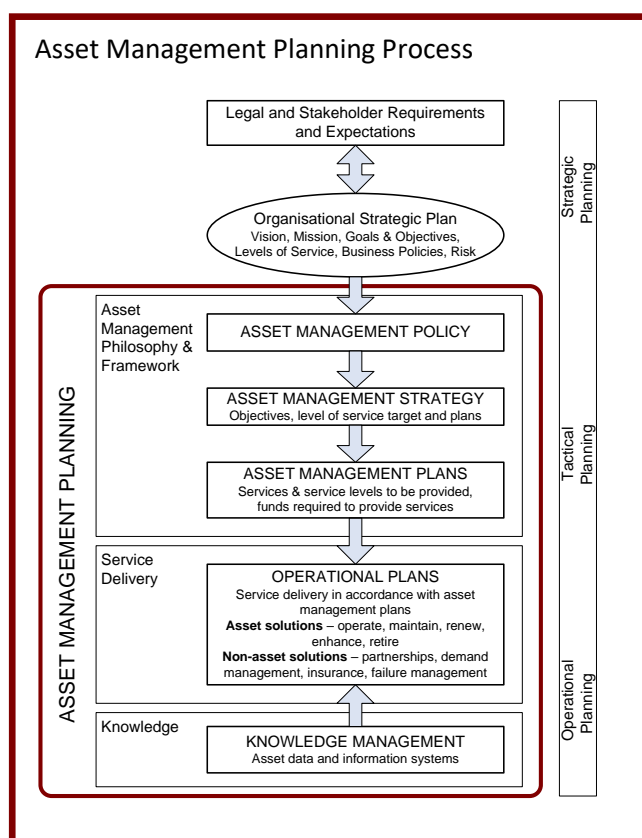 Asset Management Planning Process
Legal and Stakeholder Requirements
and Expectations
Organisational Strategic Plan
Vision, Mission, Goals & Objectives,
Levels of Service, Business Policies, Risk
Strategic
Planning
ASSET MANAGEMENT PLANNING
Asset
Management
Philosophy &
Framework
ASSET MANAGEMENT POLICY
ASSET MANAGEMENT STRATEGY
Objectives, level of service target and plans
ASSET MANAGEMENT PLANS
Services & service levels to be provided,
funds required to provide services
Tactical
Planning
Service
Delivery
OPERATIONAL PLANS
Service delivery in accordance with asset
management plans
Asset solutions – operate, maintain, renew,
enhance, retire
Non-asset solutions – partnerships, demand
management, insurance, failure management
Operational
Planning
Knowledge
KNOWLEDGE MANAGEMENT
Asset data and information systems